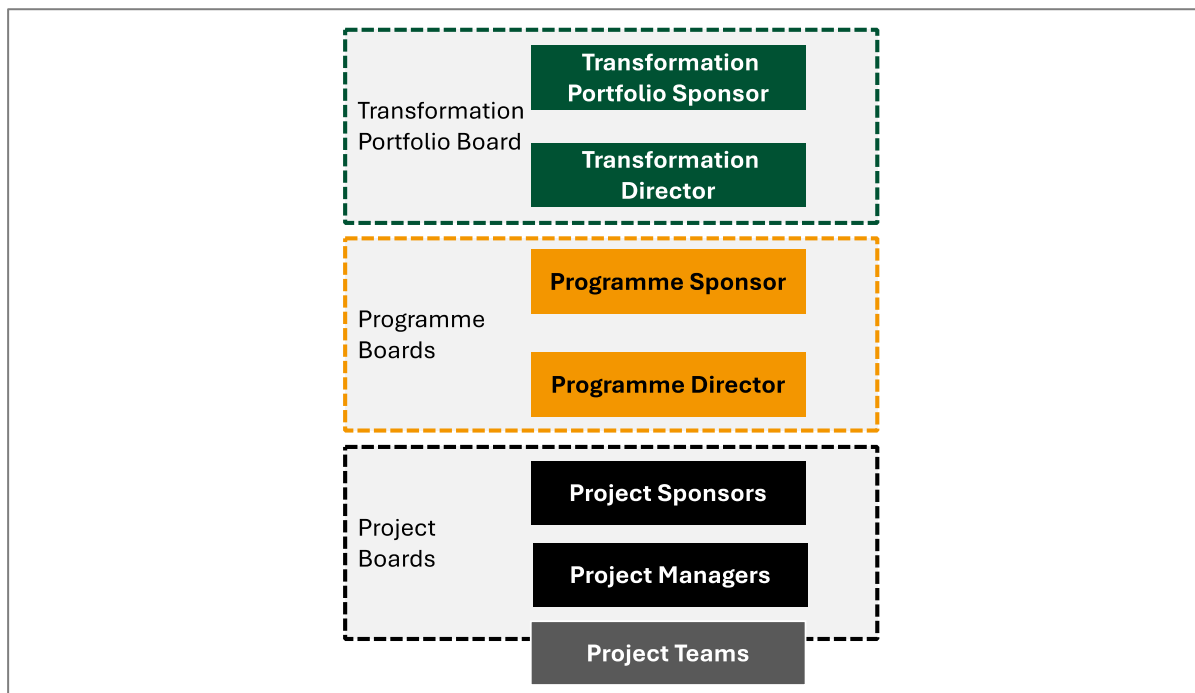 Transformation
Portfolio Board
Transformation
Portfolio Sponsor
Transformation
Director
Programme
Boards
Programme Sponsor
Programme Director
Project
Boards
Project Sponsors
Project Managers
Project Teams